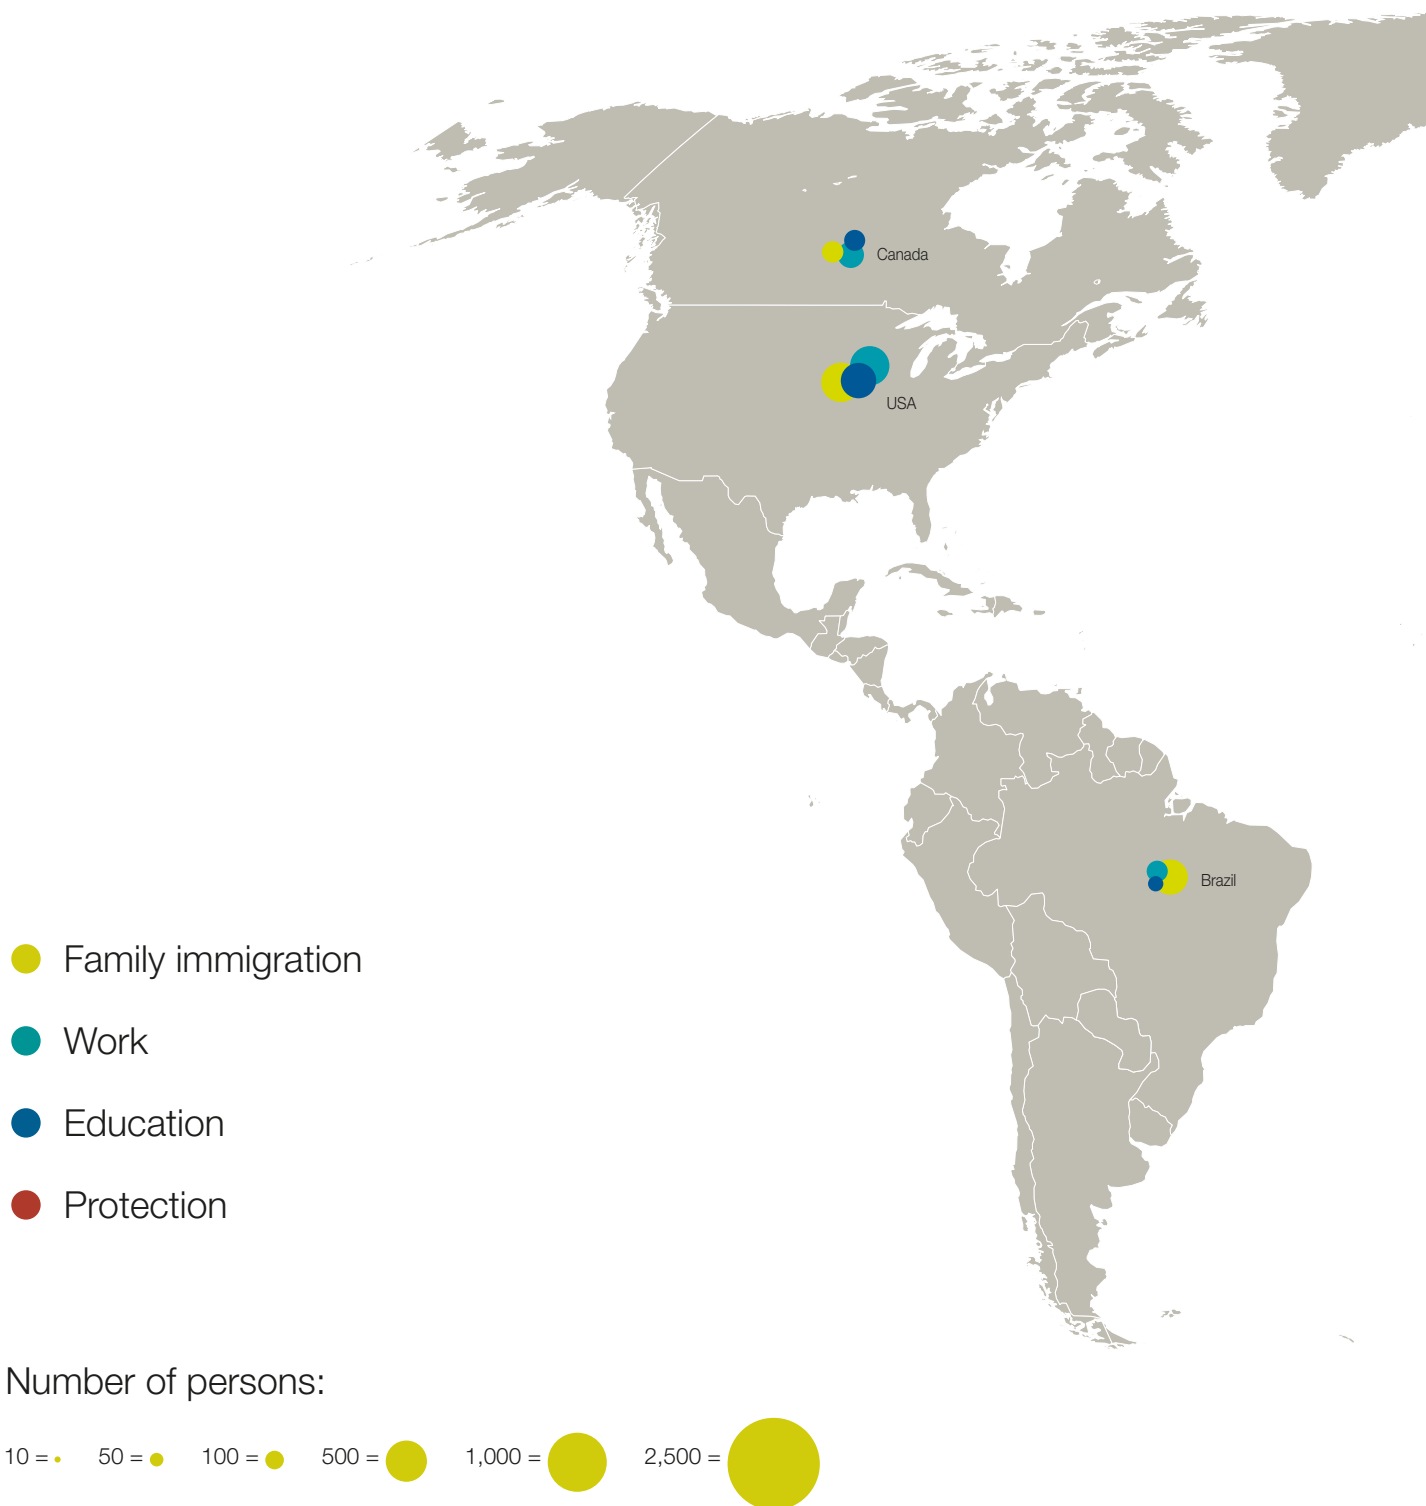 Canada
USA
Brazil
Family immigration
Work
Education
Protection
Number of persons:
10 = 50 = 100 = 500 = 1,000 = 2,500 =